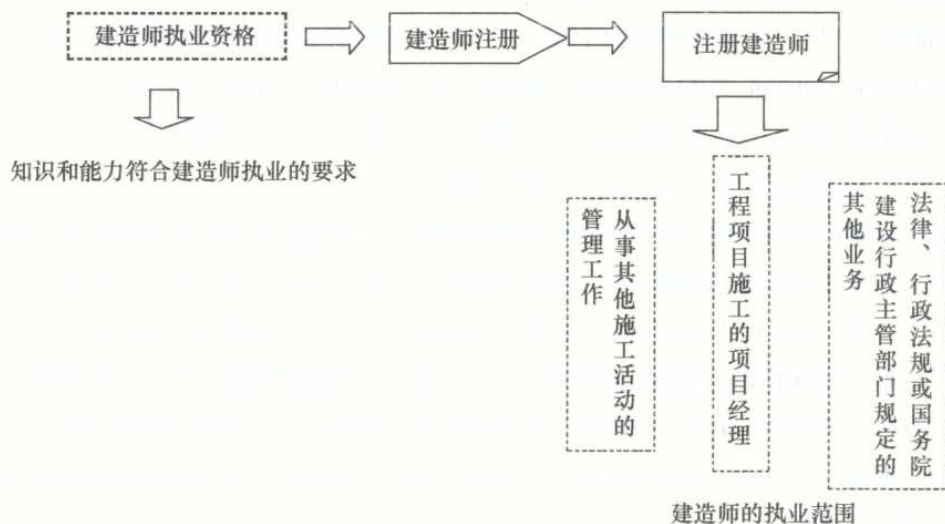 建造师执业资格
建造师注册
注册建造师
知识和能力符合建造师执业的要求
从事其他施工活动的
管理工作
工程项目施工的项目经理
法律、行政法规或国务院
建设行政主管部门规定的
其他业务
建造师的执业范围